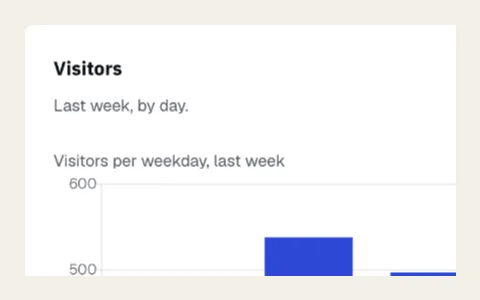 Visitors
Last week, by day.
Visitors per weekday, last week
600
500